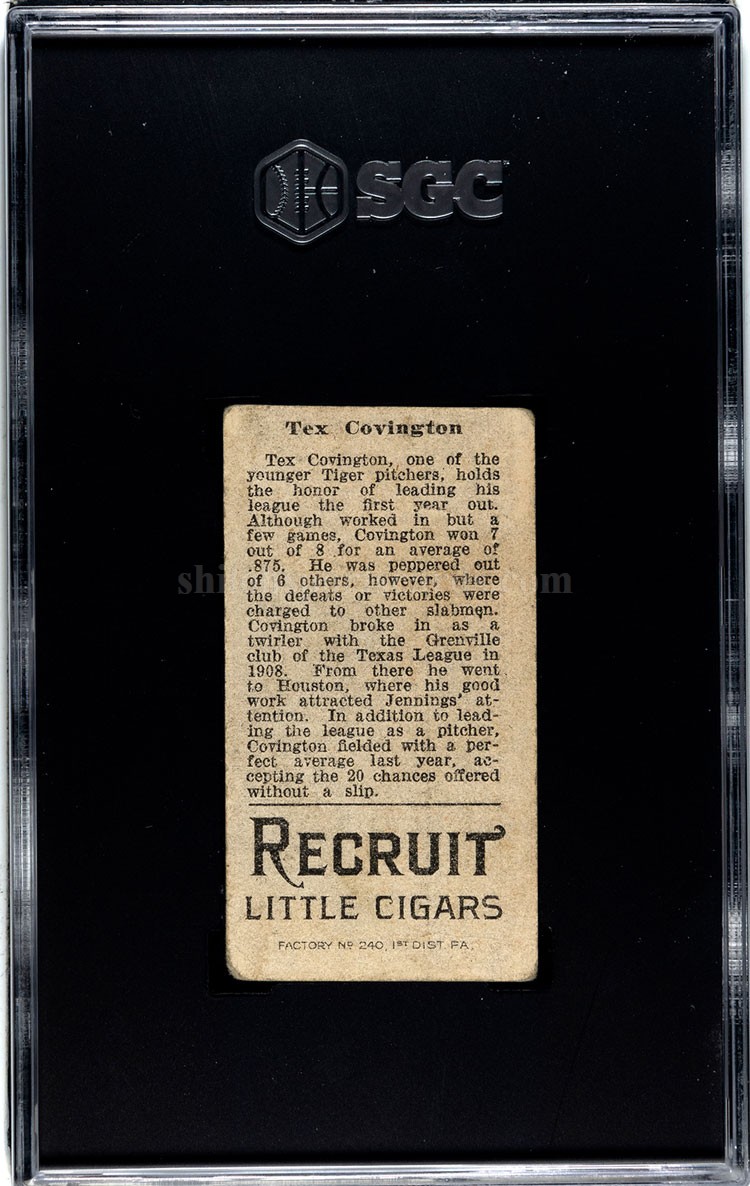 SGC
Tex Covington
Tex Covington, one of the
younger Tiger pitchers, holds
the honor of leading his
league the first year out.
Although worked in but a
few games, Covington won 7
out of 8 for an average of
.875. He was peppered out
of 6 others, however, where
the defeats or victories were
charged to other slabmen.
Covington broke in as a
twirler with the Grenville
club of the Texas League in
1908. From there he went
to Houston, where his good
work attracted Jennings' at-
tention. In addition to lead-
ing the league as a pitcher,
Covington fielded with a per-
fect average last year, ac-
cepting the 20 chances offered
without a slip.
RECRUIT
LITTLE CIGARS
FACTORY Nº 240, 1ST DIST. PA.